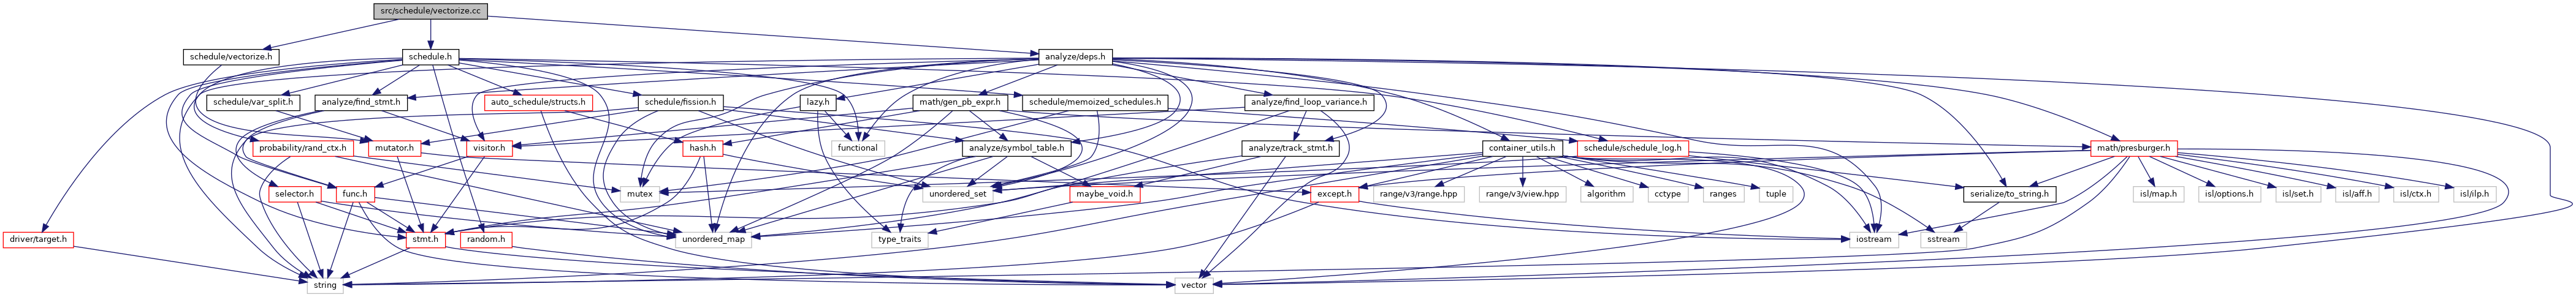 src/schedule/vectorize.cc
schedule/vectorize.h
schedule.h
analyze/deps.h
schedule/var_split.h
analyze/find_stmt.h
auto_schedule/structs.h
schedule/fission.h
lazy.h
math/gen_pb_expr.h
schedule/memoized_schedules.h
analyze/find_loop_variance.h
probability/rand_ctx.h
mutator.h
visitor.h
hash.h
functional
analyze/symbol_table.h
analyze/track_stmt.h
container_utils.h
schedule/schedule_log.h
math/presburger.h
selector.h
func.h
mutex
unordered_set
maybe_void.h
except.h
range/v3/range.hpp
range/v3/view.hpp
algorithm
cctype
ranges
tuple
serialize/to_string.h
isl/map.h
isl/options.h
isl/set.h
isl/aff.h
isl/ctx.h
isl/ilp.h
driver/target.h
stmt.h
random.h
unordered_map
type_traits
iostream
sstream
string
vector